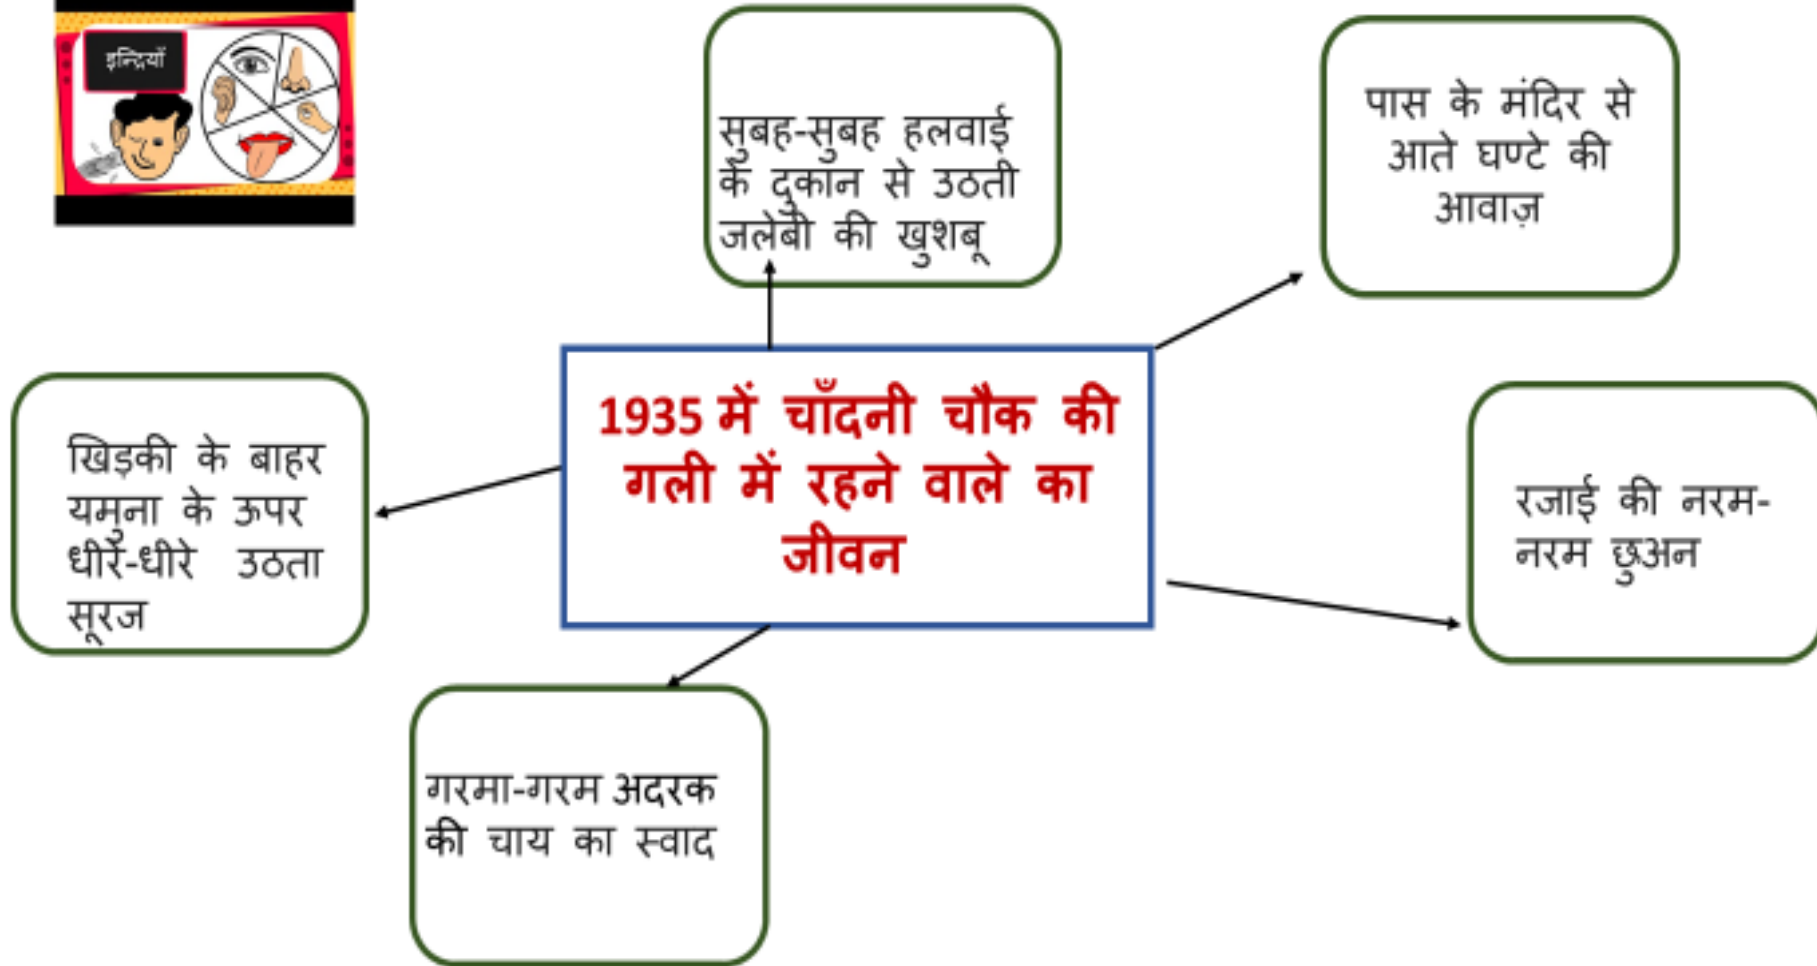 इन्द्रियाँ
सुबह-सुबह हलवाई
के दुकान से उठती
जलेबी की खुशबू
पास के मंदिर से
आते घण्टे की
आवाज़
1935 में चाँदनी चौक की
गली में रहने वाले का
जीवन
खिड़की के बाहर
यमुना के ऊपर
धीरे-धीरे उठता
सूरज
रजाई की नरम-
नरम छुअन
गरमा-गरम अदरक
की चाय का स्वाद